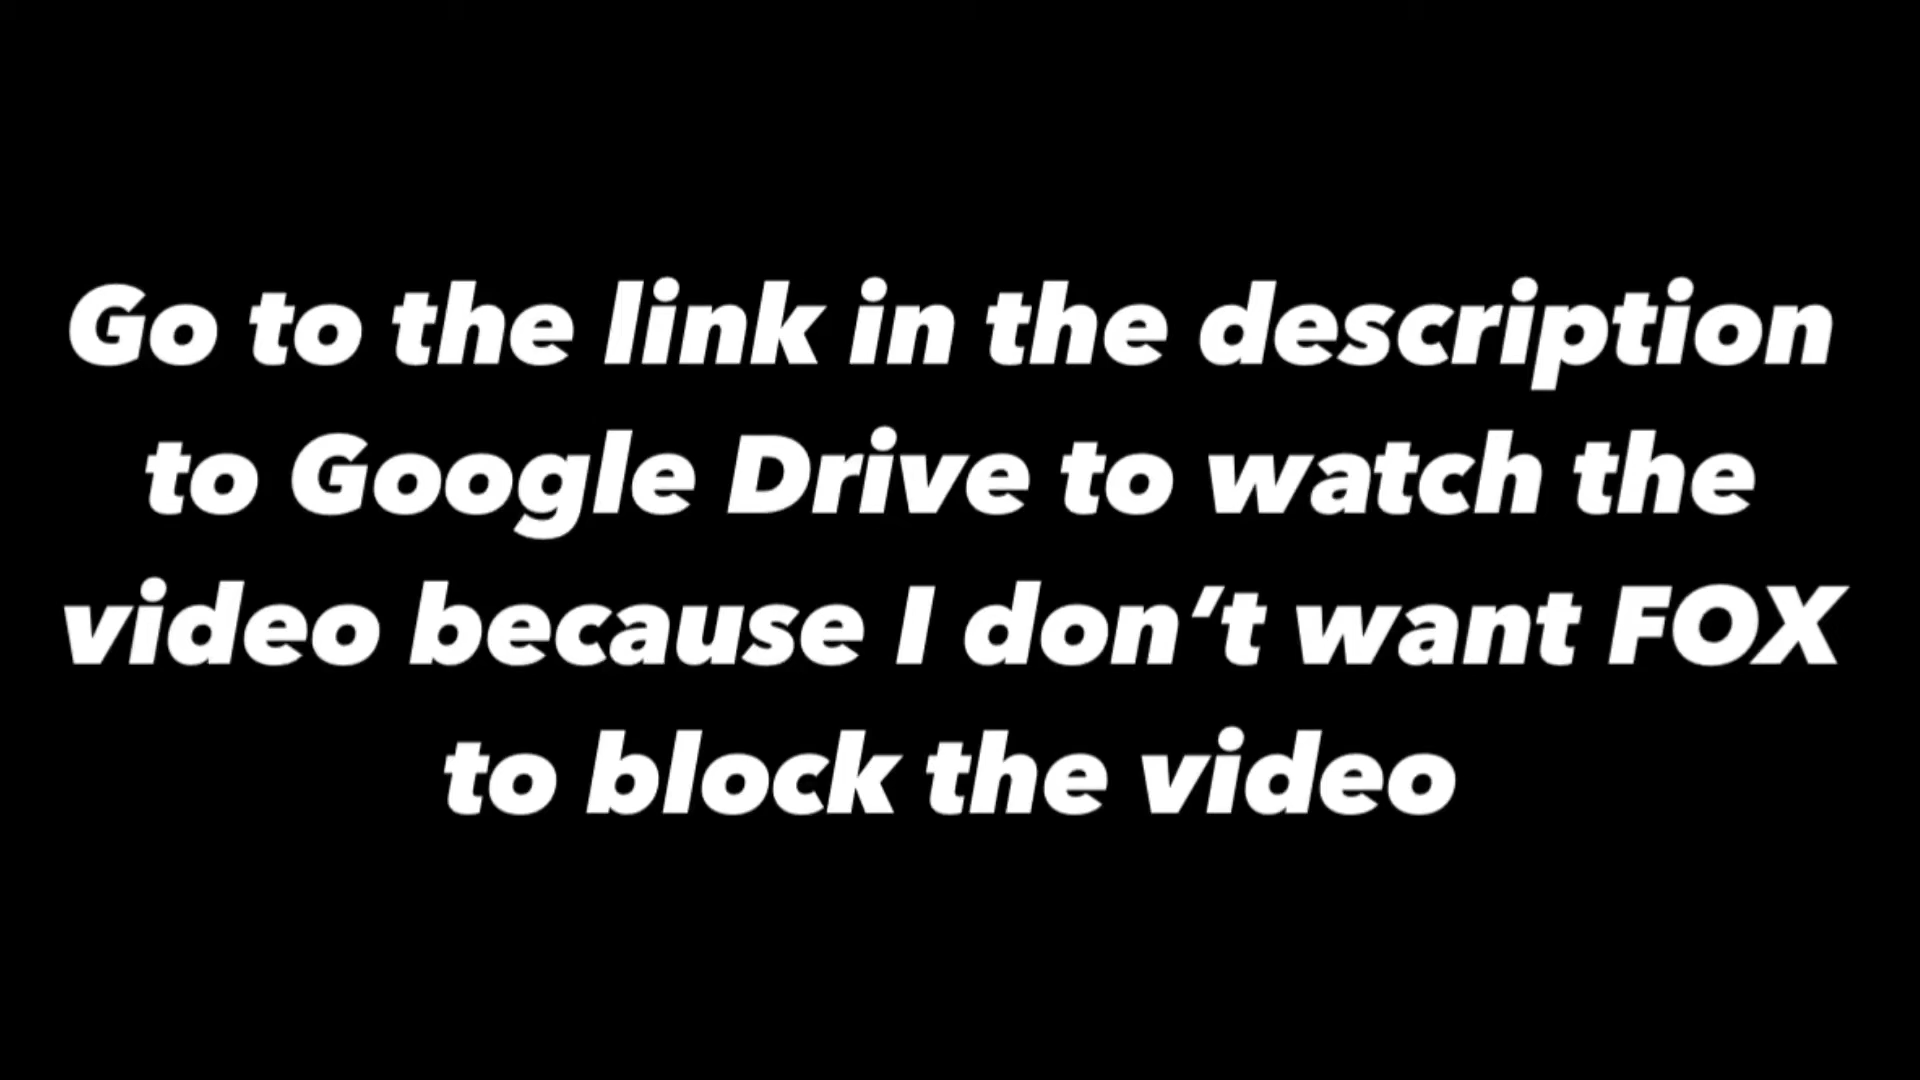 Go to the link in the description
to Google Drive to watch the
video because I don’t want FOX
to block the video